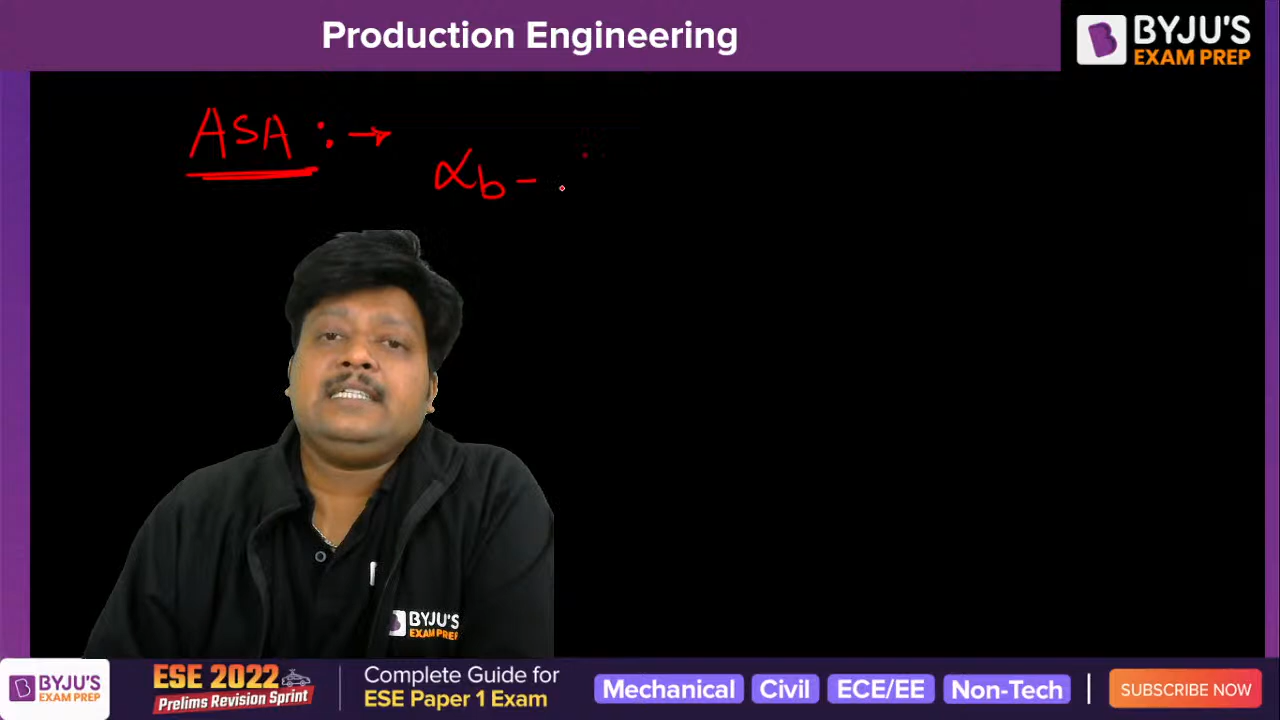 Production Engineering
BYJU'S
EXAM PREP
ASA :→
αb -
BYJU'S
EXAM PREP
BYJU'S
EXAM PREP
ESE 2022
Prelims Revision Sprint
Complete Guide for
ESE Paper 1 Exam
Mechanical
Civil
ECE/EE
Non-Tech
SUBSCRIBE NOW